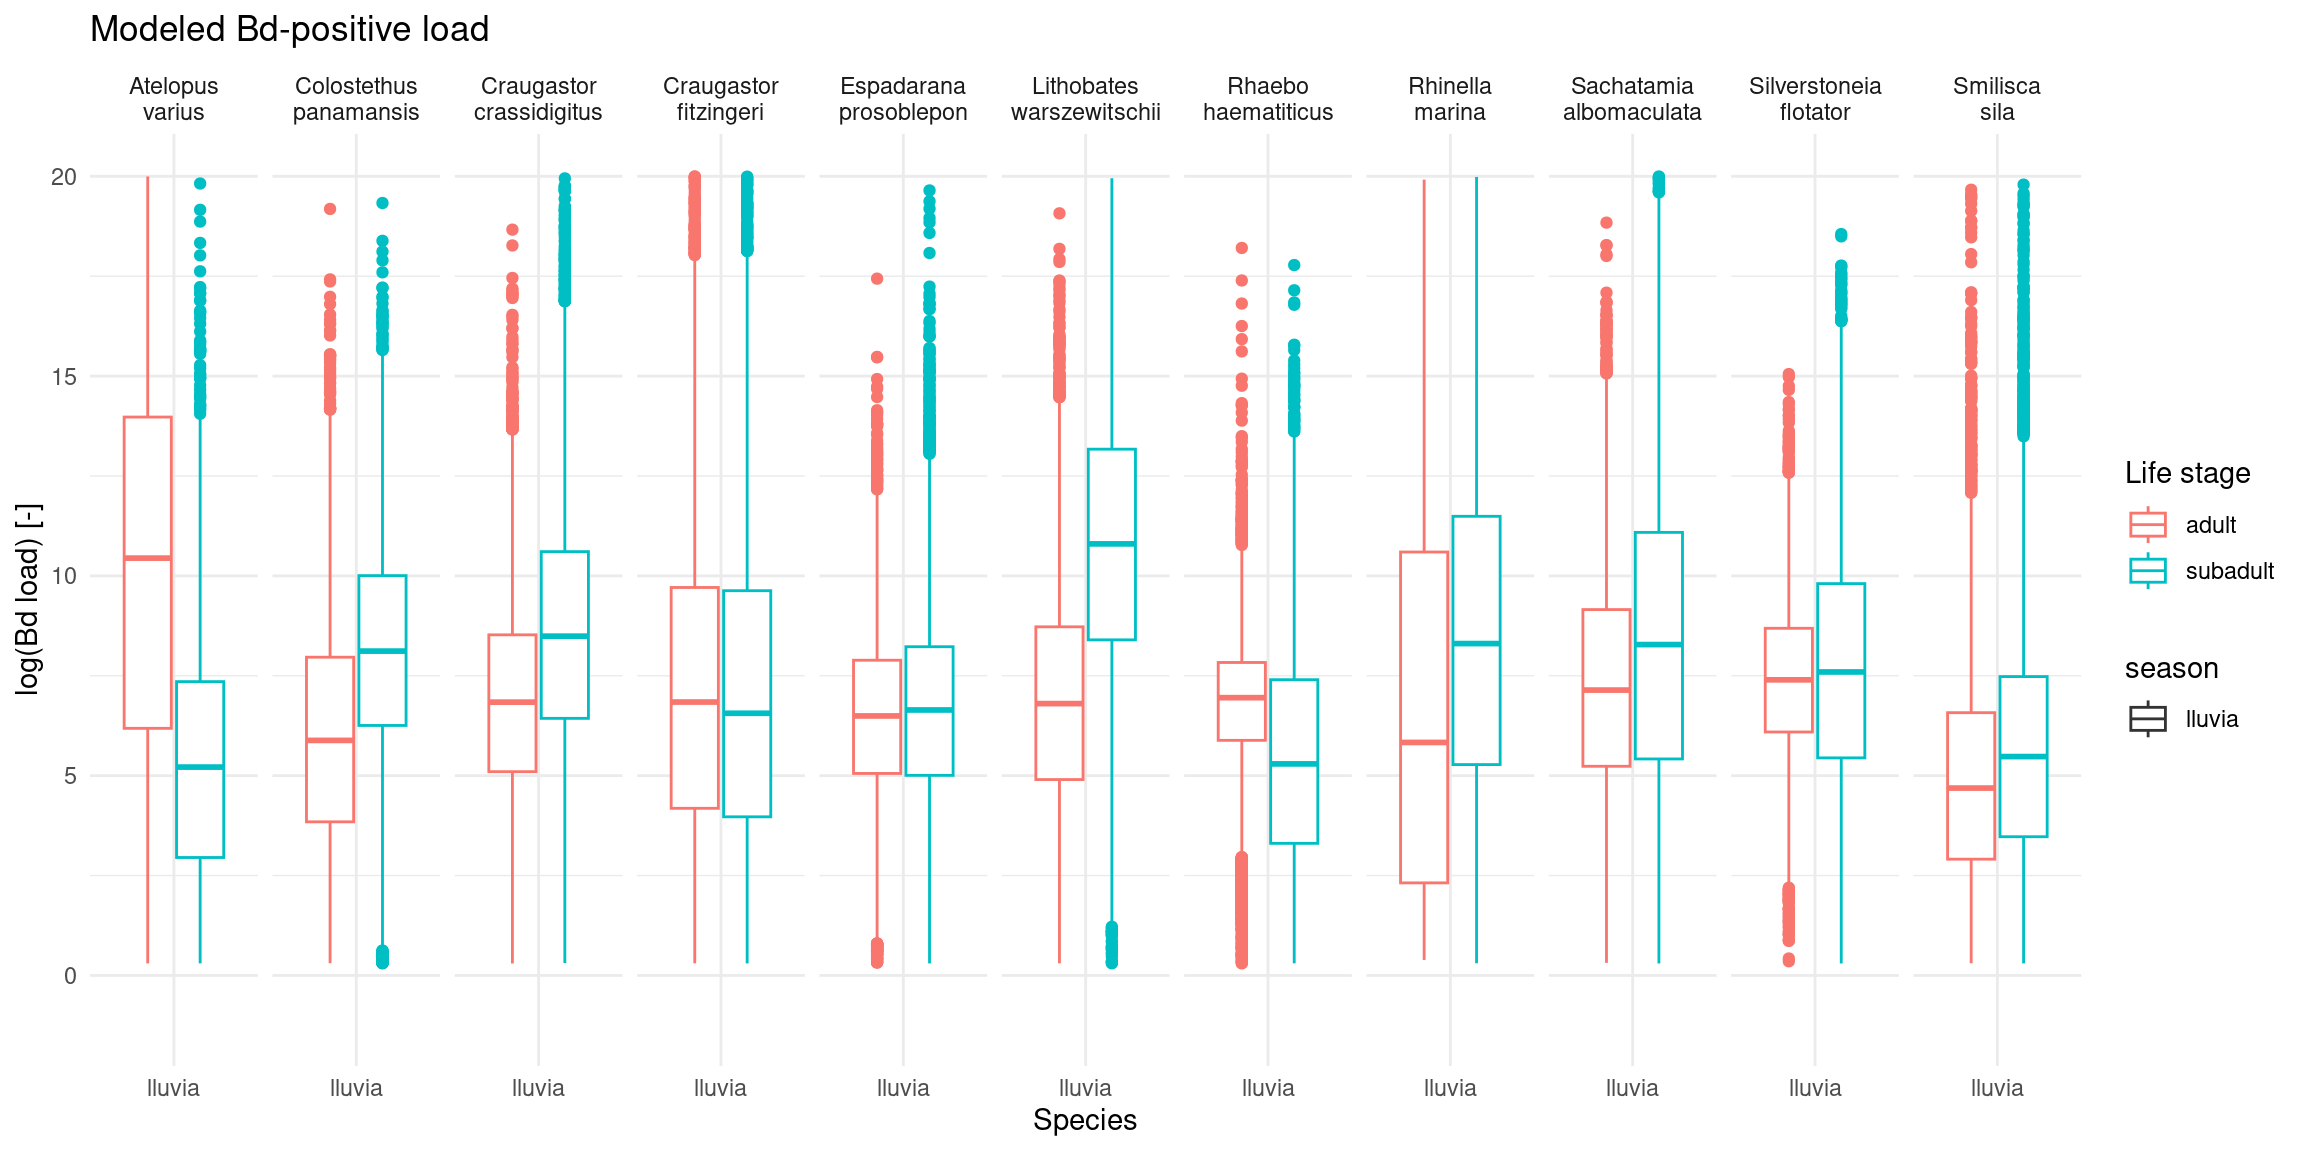 Modeled Bd-positive load
Atelopus
varius
Colostethus
panamansis
Craugastor
crassidigitus
Craugastor
fitzingeri
Espadarana
prosoblepon
Lithobates
warszewitschii
Rhaebo
haematiticus
Rhinella
marina
Sachatamia
albomaculata
Silverstoneia
flotator
Smilisca
sila
log(Bd load) [-]
20
15
10
5
0
lluvia
lluvia
lluvia
lluvia
lluvia
lluvia
lluvia
lluvia
lluvia
lluvia
lluvia
Species
Life stage
adult
subadult
season
lluvia